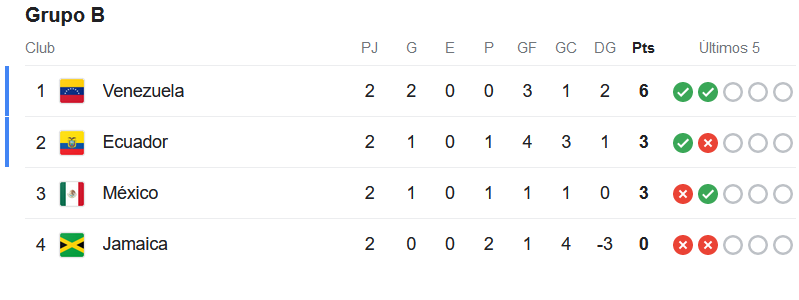 Grupo B
Club PJ G E P GF GC DG Pts Últimos 5
1 Venezuela 2 2 0 0 3 1 2 6
2 Ecuador 2 1 0 1 4 3 1 3
3 México 2 1 0 1 1 1 0 3
4 Jamaica 2 0 0 2 1 4 -3 0